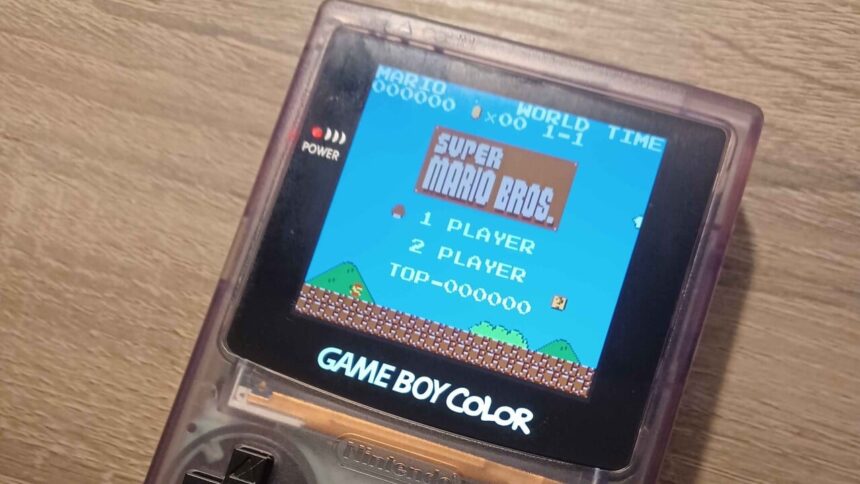 MARIO WORLD TIME
000000 ×00 1-1
SUPER
MARIO BROS.
1 PLAYER
2 PLAYER
TOP-000000
POWER
GAME BOY COLOR
Nintendo